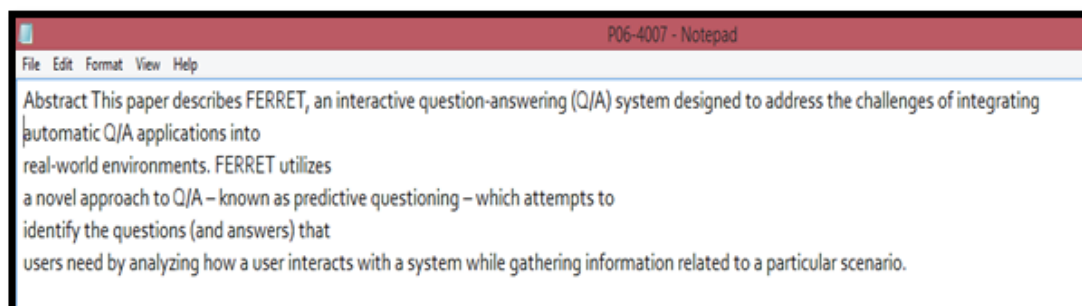 P06-4007 - Notepad
File Edit Format View Help
Abstract This paper describes FERRET, an interactive question-answering (Q/A) system designed to address the challenges of integrating
automatic Q/A applications into
real-world environments. FERRET utilizes
a novel approach to Q/A – known as predictive questioning – which attempts to
identify the questions (and answers) that
users need by analyzing how a user interacts with a system while gathering information related to a particular scenario.